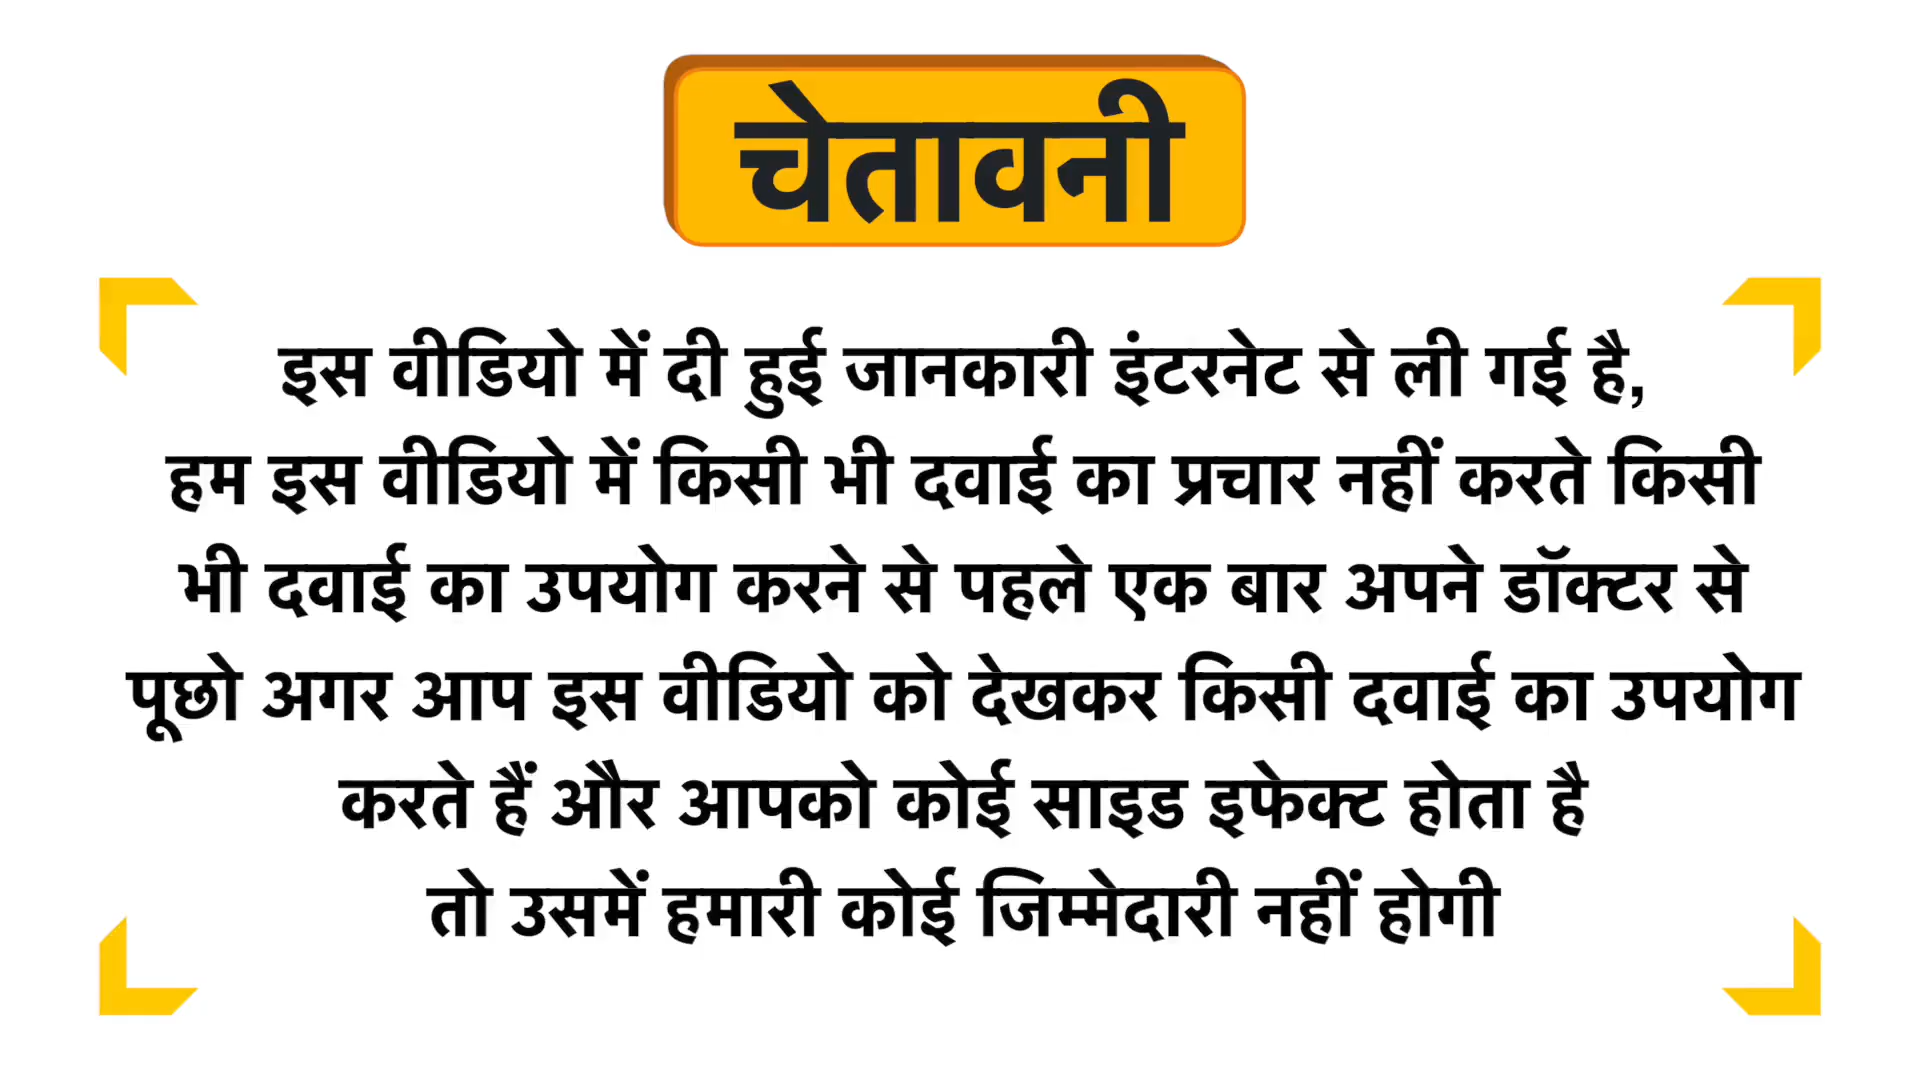 चेतावनी
इस वीडियो में दी हुई जानकारी इंटरनेट से ली गई है,
हम इस वीडियो में किसी भी दवाई का प्रचार नहीं करते किसी
भी दवाई का उपयोग करने से पहले एक बार अपने डॉक्टर से
पूछो अगर आप इस वीडियो को देखकर किसी दवाई का उपयोग
करते हैं और आपको कोई साइड इफेक्ट होता है
तो उसमें हमारी कोई जिम्मेदारी नहीं होगी